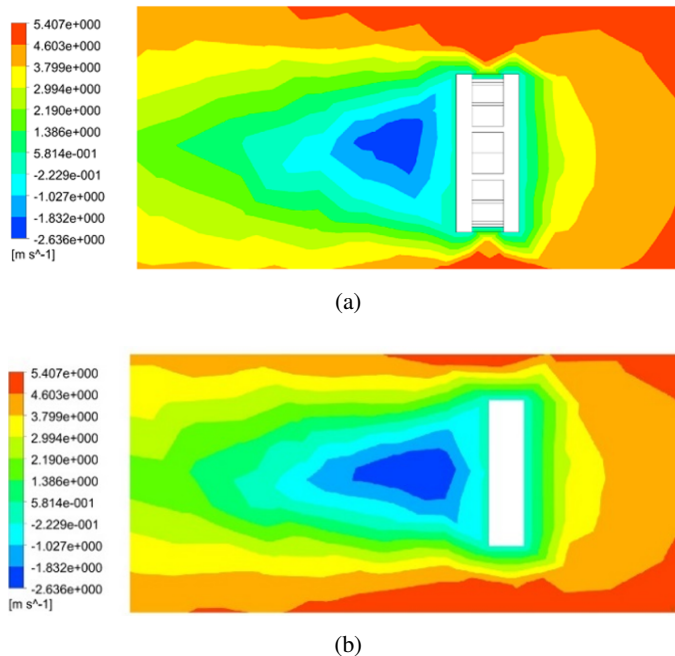 5.407e+000
4.603e+000
3.799e+000
2.994e+000
2.190e+000
1.386e+000
5.814e-001
-2.229e-001
-1.027e+000
-1.832e+000
-2.636e+000
[m s^-1]
(a)
5.407e+000
4.603e+000
3.799e+000
2.994e+000
2.190e+000
1.386e+000
5.814e-001
-2.229e-001
-1.027e+000
-1.832e+000
-2.636e+000
[m s^-1]
(b)